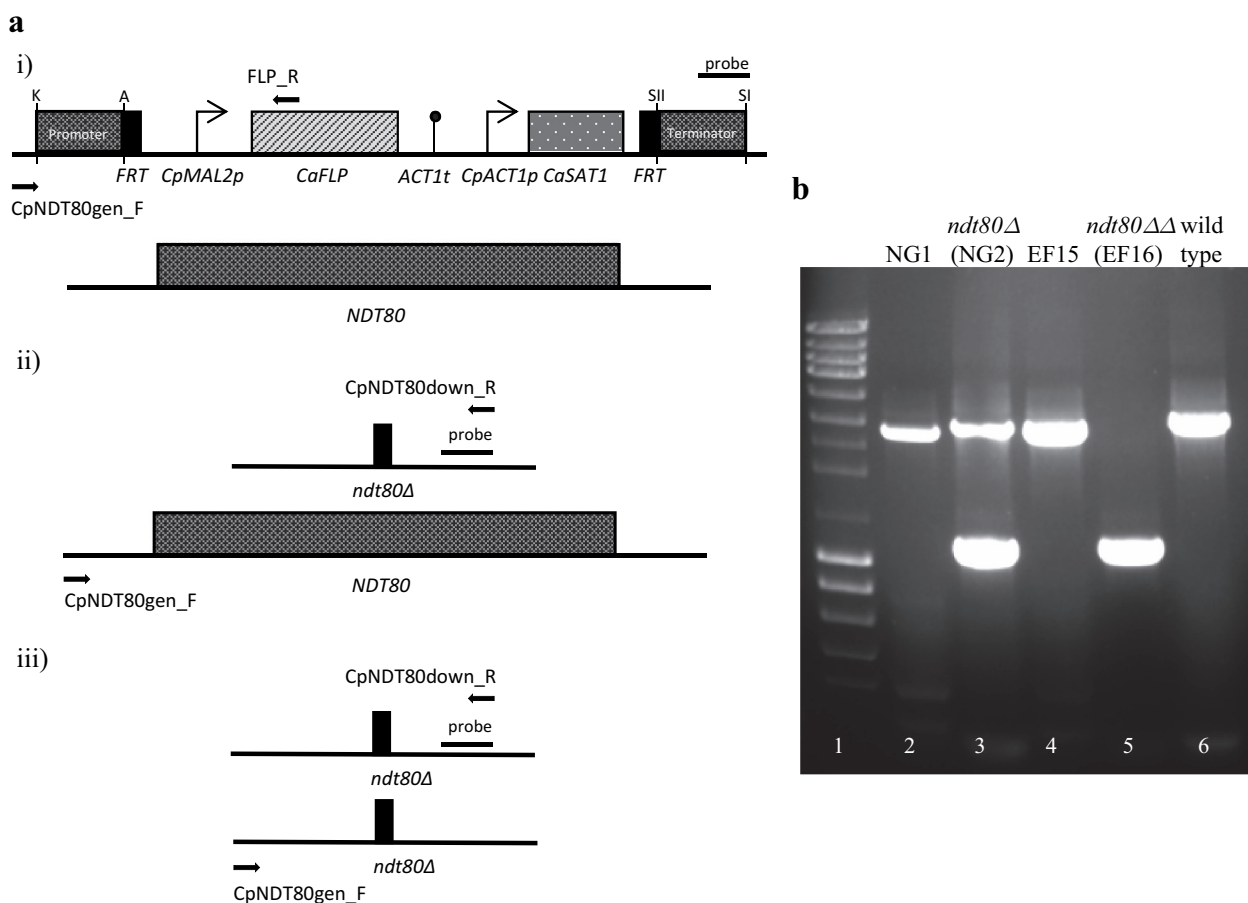 a
i)
probe
FLP_R
K
A
SII
SI
Promoter
Terminator
FRT
CpMAL2p
CaFLP
ACT1t
CpACT1p
CaSAT1
FRT
CpNDT80gen_F
NDT80
ii)
CpNDT80down_R
probe
ndt80Δ
NDT80
CpNDT80gen_F
iii)
CpNDT80down_R
probe
ndt80Δ
ndt80Δ
CpNDT80gen_F
b
ndt80Δ ndt80ΔΔ wild
NG1 (NG2) EF15 (EF16) type
1 2 3 4 5 6